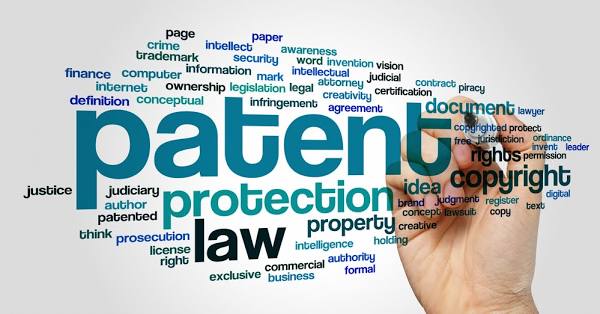 page
paper
crime
intellect
awareness
trademark
security
word
invention
vision
finance
computer
information
mark
intellectual
judicial
internet
ownership
legislation
legal
attorney
contract
piracy
definition
conceptual
infringement
creativity
certification
agreement
document
lawyer
patent
copyrighted
protect
free
jurisdiction
ordinance
invent
leader
rights
permission
justice
judiciary
protection
idea
copyright
author
brand
judgment
register
digital
patented
concept
lawsuit
copy
text
think
prosecution
law
property
creative
license
intelligence
holding
right
authority
exclusive
commercial
formal
business